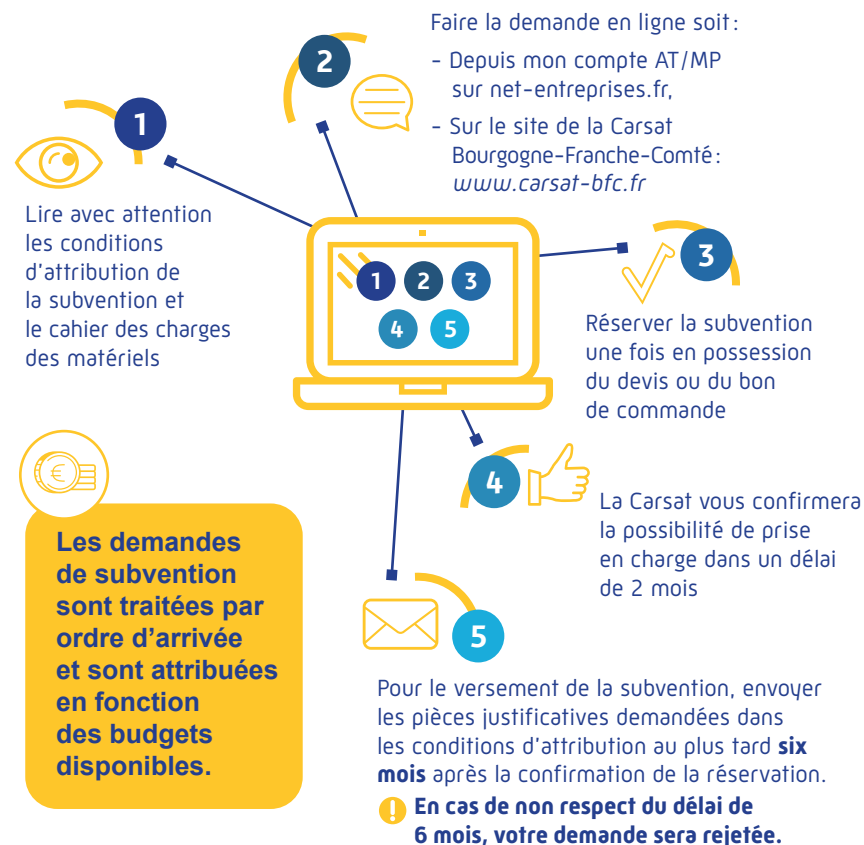 1
Lire avec attention
les conditions
d'attribution de
la subvention et
le cahier des charges
des matériels
2
Faire la demande en ligne soit :
- Depuis mon compte AT/MP
sur net-entreprises.fr,
- Sur le site de la Carsat
Bourgogne-Franche-Comté :
www.carsat-bfc.fr
1 2 3
4 5
3
Réserver la subvention
une fois en possession
du devis ou du bon
de commande
4
La Carsat vous confirmera
la possibilité de prise
en charge dans un délai
de 2 mois
€
Les demandes
de subvention
sont traitées par
ordre d'arrivée
et sont attribuées
en fonction
des budgets
disponibles.
5
Pour le versement de la subvention, envoyer
les pièces justificatives demandées dans
les conditions d'attribution au plus tard six
mois après la confirmation de la réservation.
! En cas de non respect du délai de
6 mois, votre demande sera rejetée.